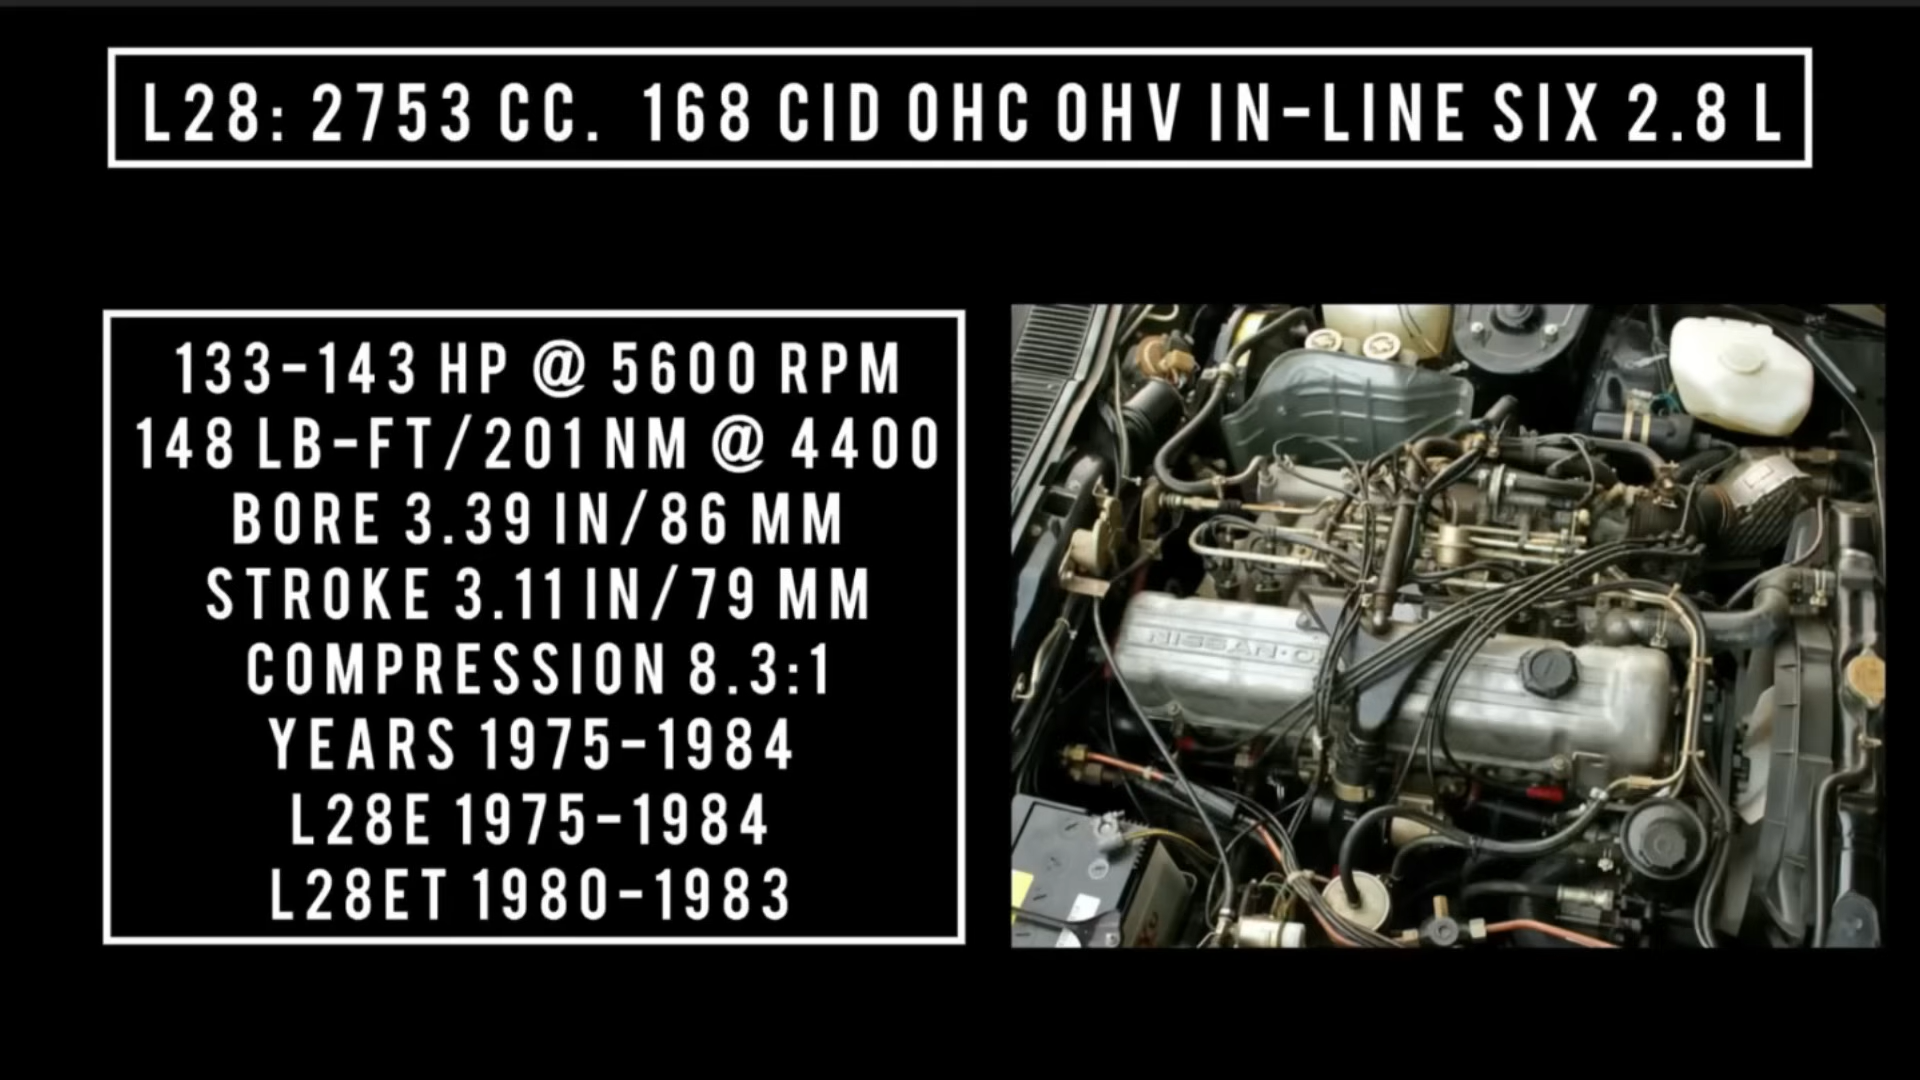 L28: 2753 CC. 168 CID OHC OHV IN-LINE SIX 2.8 L
133-143 HP @ 5600 RPM
148 LB-FT/201 NM @ 4400
BORE 3.39 IN/86 MM
STROKE 3.11 IN/79 MM
COMPRESSION 8.3:1
YEARS 1975-1984
L28E 1975-1984
L28ET 1980-1983
NISSAN